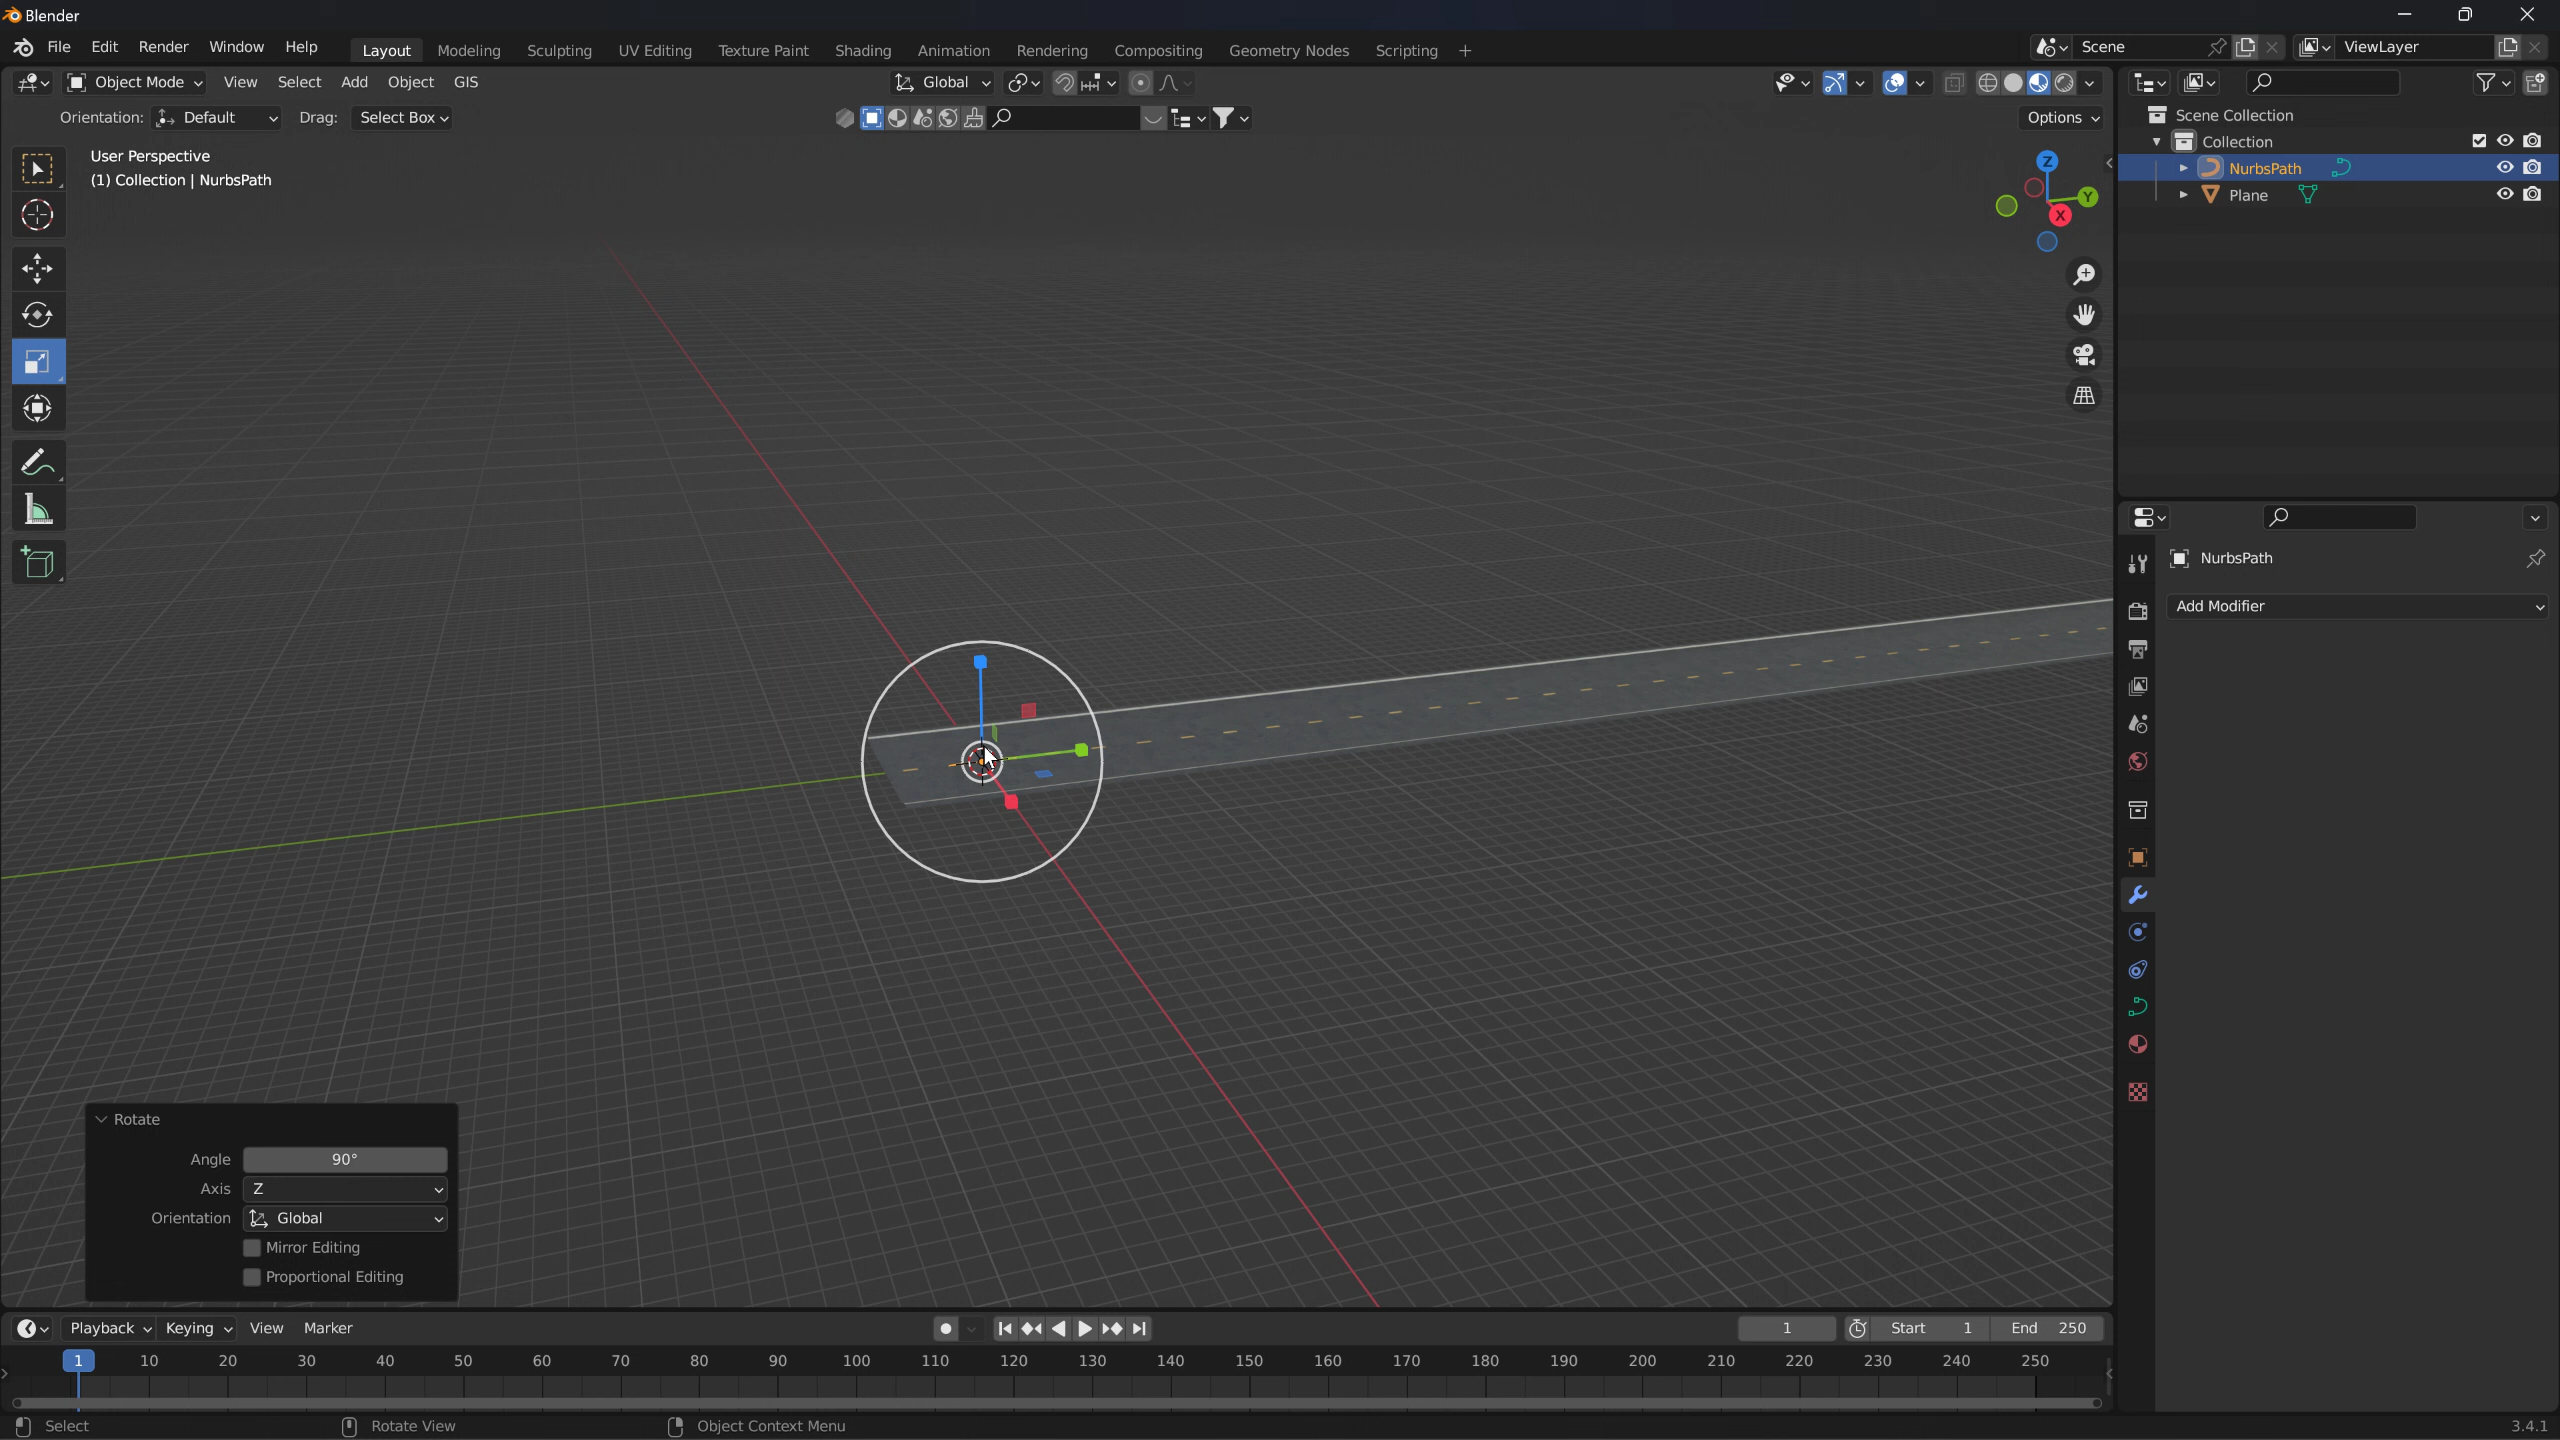 Blender
File Edit Render Window Help Layout Modeling Sculpting UV Editing Texture Paint Shading Animation Rendering Compositing Geometry Nodes Scripting + Scene ViewLayer
Object Mode View Select Add Object GIS Global
Orientation: Default Drag: Select Box Options
User Perspective
(1) Collection | NurbsPath
Z
Y
X
Scene Collection
Collection
NurbsPath
Plane
NurbsPath
Add Modifier
Rotate
Angle 90°
Axis Z
Orientation Global
Mirror Editing
Proportional Editing
Playback Keying View Marker 1 Start 1 End 250
1 10 20 30 40 50 60 70 80 90 100 110 120 130 140 150 160 170 180 190 200 210 220 230 240 250
Select Rotate View Object Context Menu 3.4.1